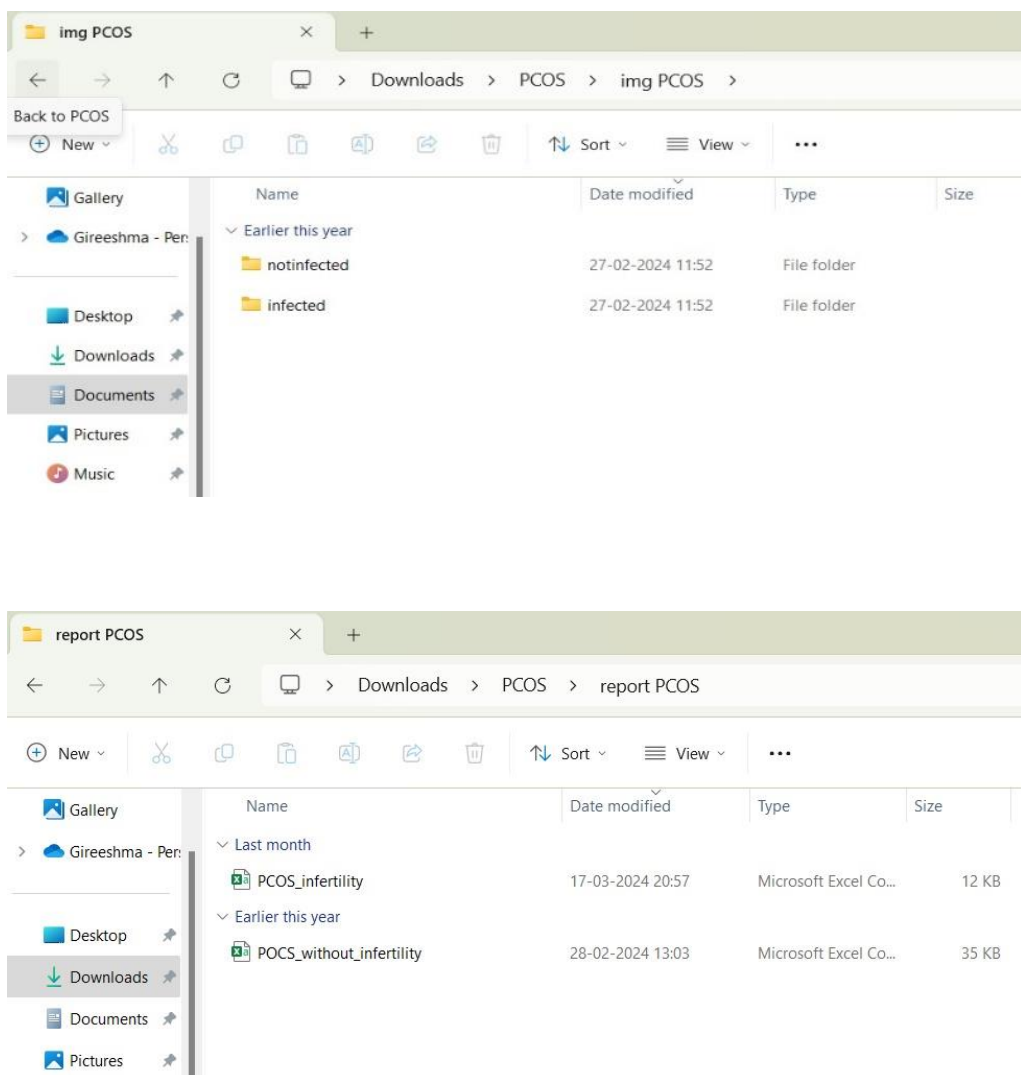 img PCOS
Downloads > PCOS > img PCOS >
Back to PCOS
New Sort View ...
Name Date modified Type Size
Gallery
Earlier this year
Gireeshma - Pers
notinfected 27-02-2024 11:52 File folder
infected 27-02-2024 11:52 File folder
Desktop
Downloads
Documents
Pictures
Music
report PCOS
Downloads > PCOS > report PCOS
New Sort View ...
Name Date modified Type Size
Gallery
Last month
Gireeshma - Pers
PCOS_infertility 17-03-2024 20:57 Microsoft Excel Co... 12 KB
Earlier this year
POCS_without_infertility 28-02-2024 13:03 Microsoft Excel Co... 35 KB
Desktop
Downloads
Documents
Pictures